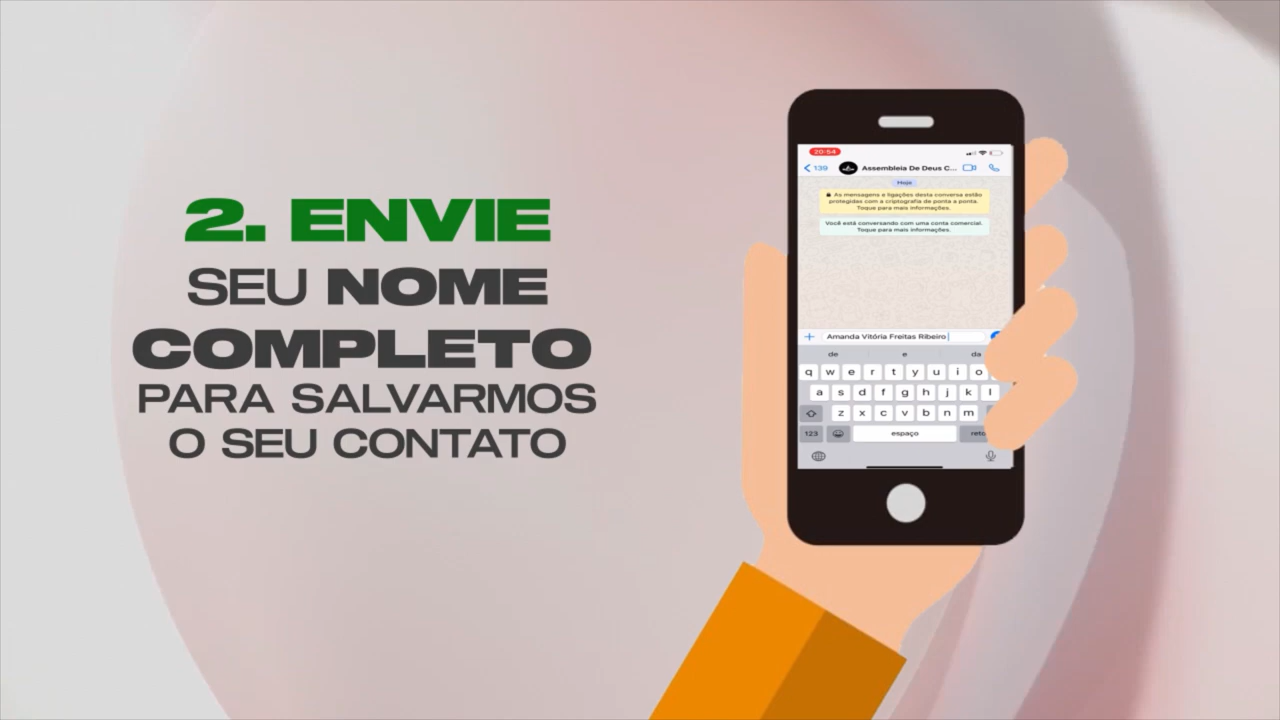 2. ENVIE
SEU NOME
COMPLETO
PARA SALVARMOS
O SEU CONTATO
20:54
139
Assembleia De Deus C...
Hoje
As mensagens e ligações desta conversa estão
protegidas com a criptografia de ponta a ponta.
Toque para mais informações.
Você está conversando com uma conta comercial.
Toque para mais informações.
Amanda Vitória Freitas Ribeiro
de e da
q w e r t y u i o
a s d f g h j k l
z x c v b n m
123 espaço reto